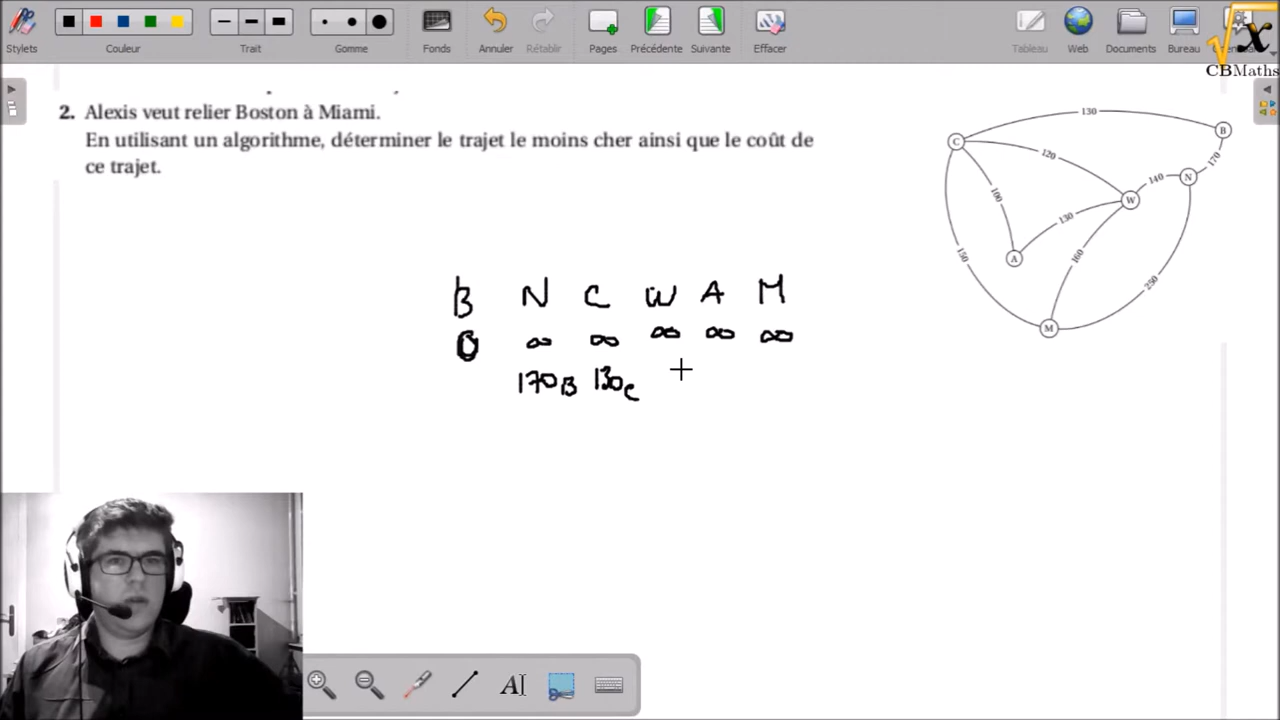 Stylets Couleur Trait Gomme Fonds Annuler Rétablir Pages Précédente Suivante Effacer Tableau Web Documents Bureau
√x
CBMaths
2. Alexis veut relier Boston à Miami.
En utilisant un algorithme, déterminer le trajet le moins cher ainsi que le coût de
ce trajet.
130
B
C
120
170
140
N
100
W
130
150
A
160
250
M
B N C W A M
0 ∞ ∞ ∞ ∞ ∞
170B 130C
AI